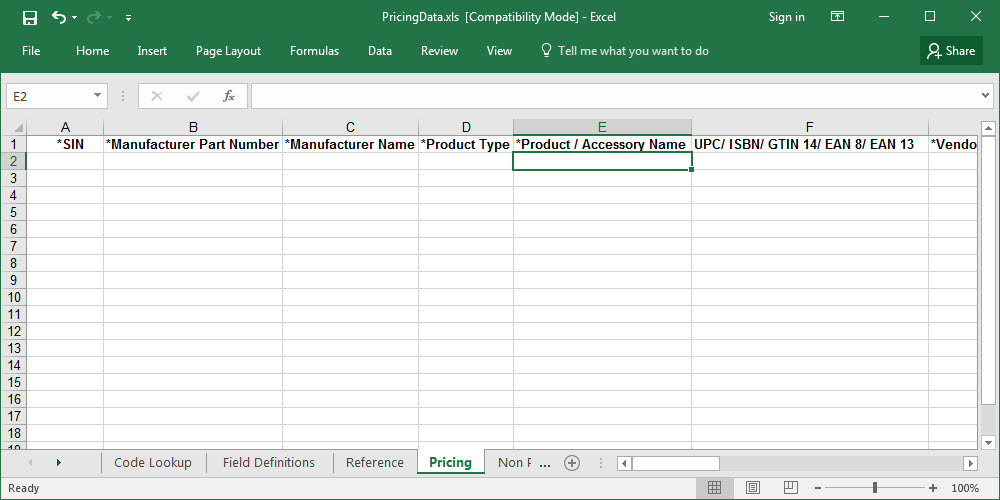 PricingData.xls [Compatibility Mode] - Excel
Sign in
File Home Insert Page Layout Formulas Data Review View Tell me what you want to do Share
E2 fx
A B C D E F
1 *SIN *Manufacturer Part Number *Manufacturer Name *Product Type *Product / Accessory Name UPC/ ISBN/ GTIN 14/ EAN 8/ EAN 13 *Vendo
2
3
4
5
6
7
8
9
10
11
12
13
14
15
16
17
18
19
Code Lookup Field Definitions Reference Pricing Non P ...
Ready 100%